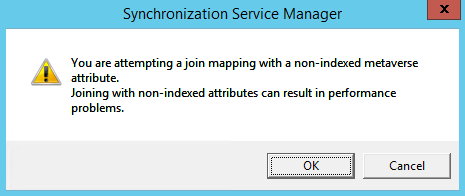 Synchronization Service Manager
x
You are attempting a join mapping with a non-indexed metaverse
attribute.
Joining with non-indexed attributes can result in performance
problems.
OK
Cancel